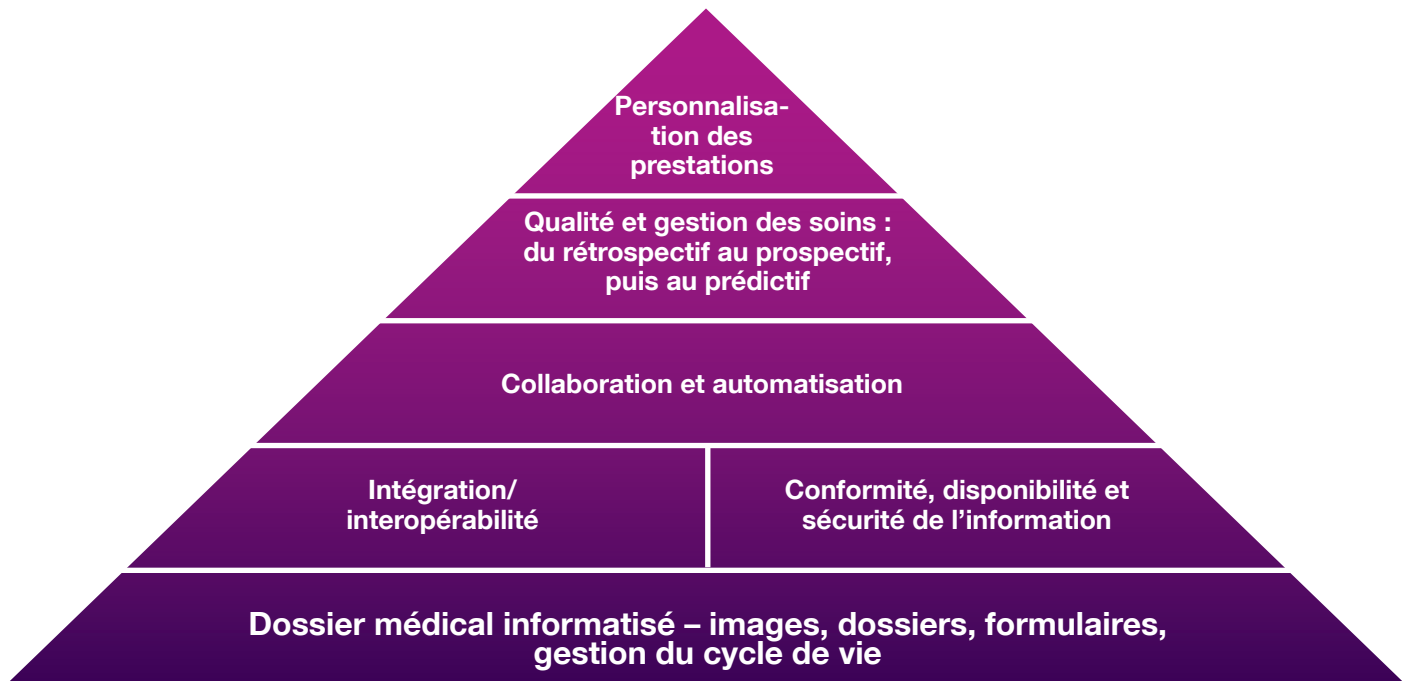 Personnalisa-
tion des
prestations
Qualité et gestion des soins :
du rétrospectif au prospectif,
puis au prédictif
Collaboration et automatisation
Intégration/
interopérabilité
Conformité, disponibilité et
sécurité de l’information
Dossier médical informatisé – images, dossiers, formulaires,
gestion du cycle de vie